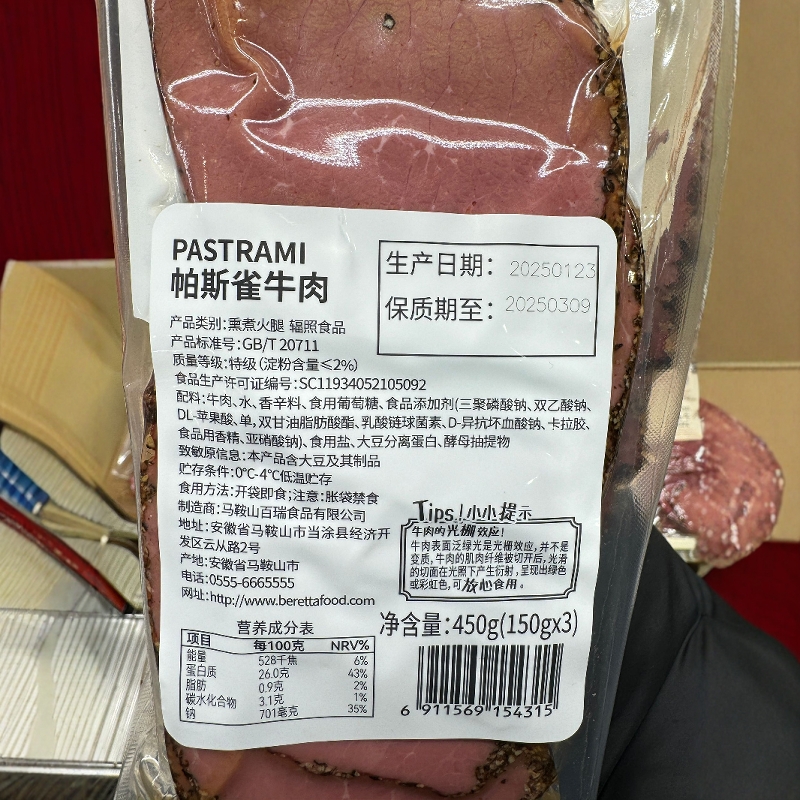 PASTRAMI
帕斯雀牛肉
生产日期：20250123
保质期至：20250309
产品类别:熏煮火腿 辐照食品
产品标准号:GB/T 20711
质量等级:特级（淀粉含量≤2%）
食品生产许可证编号:SC11934052105092
配料:牛肉、水、香辛料、食用葡萄糖、食品添加剂(三聚磷酸钠、双乙酸钠、
DL-苹果酸、单,双甘油脂肪酸酯、乳酸链球菌素、D-异抗坏血酸钠、卡拉胶、
食品用香精、亚硝酸钠)、食用盐、大豆分离蛋白、酵母抽提物
致敏原信息:本产品含大豆及其制品
贮存条件:0℃-4℃低温贮存
食用方法:开袋即食;注意:胀袋禁食
制造商:马鞍山百瑞食品有限公司
地址:安徽省马鞍山市当涂县经济开
发区云从路2号
产地:安徽省马鞍山市
电话:0555-6665555
网址:http://www.berettafood.com
Tips!小小提示
牛肉的光栅效应!
牛肉表面泛绿光是光栅效应,并不是
变质,牛肉的肌肉纤维被切开后,光滑
的切面在光照下产生衍射,呈现出绿色
或彩虹色,可放心食用。
净含量:450g(150gx3)
营养成分表
项目 每100克 NRV%
能量 528千焦 6%
蛋白质 26.0克 43%
脂肪 0.9克 2%
碳水化合物 3.1克 1%
钠 701毫克 35%
6 911569 154315